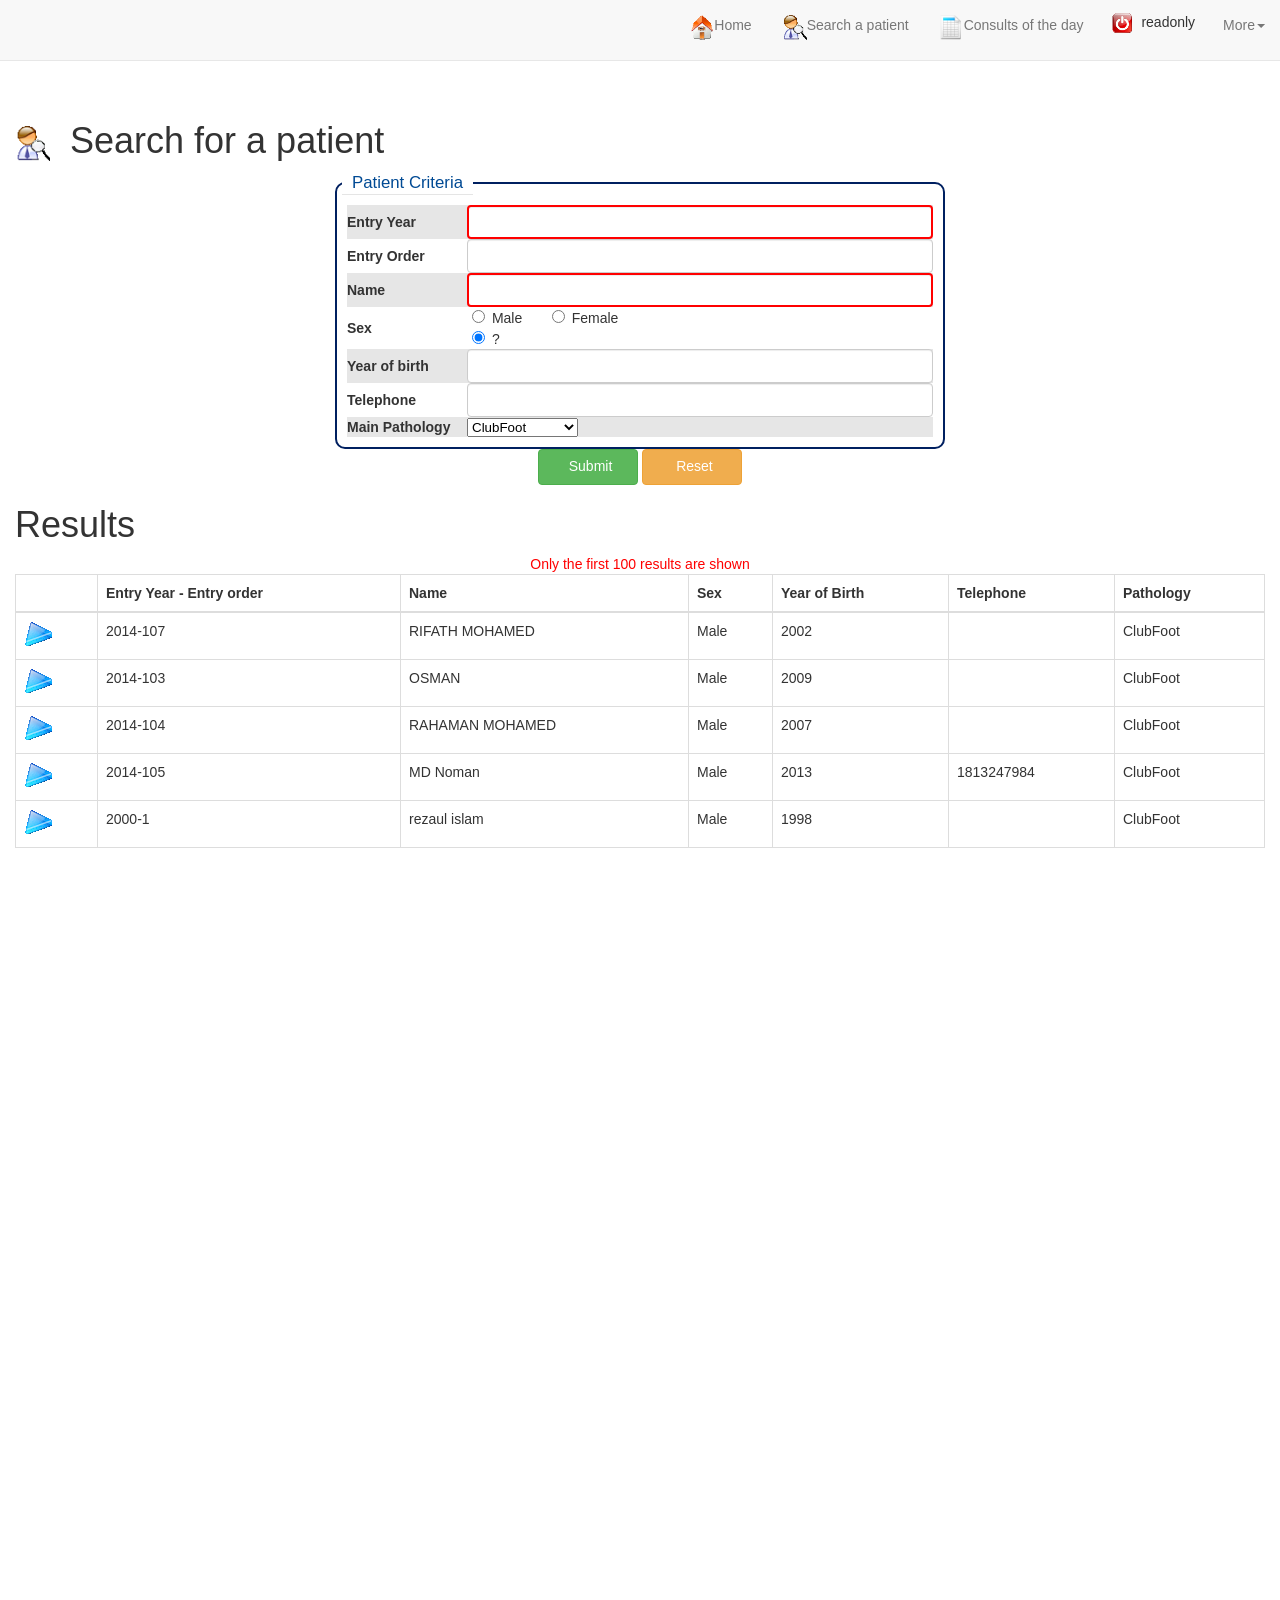 Home Search a patient Consults of the day readonly More
Search for a patient
Patient Criteria
Entry Year
Entry Order
Name
Sex Male Female
?
Year of birth
Telephone
Main Pathology ClubFoot
Submit Reset
Results
Only the first 100 results are shown
Entry Year - Entry order Name Sex Year of Birth Telephone Pathology
2014-107 RIFATH MOHAMED Male 2002 ClubFoot
2014-103 OSMAN Male 2009 ClubFoot
2014-104 RAHAMAN MOHAMED Male 2007 ClubFoot
2014-105 MD Noman Male 2013 1813247984 ClubFoot
2000-1 rezaul islam Male 1998 ClubFoot